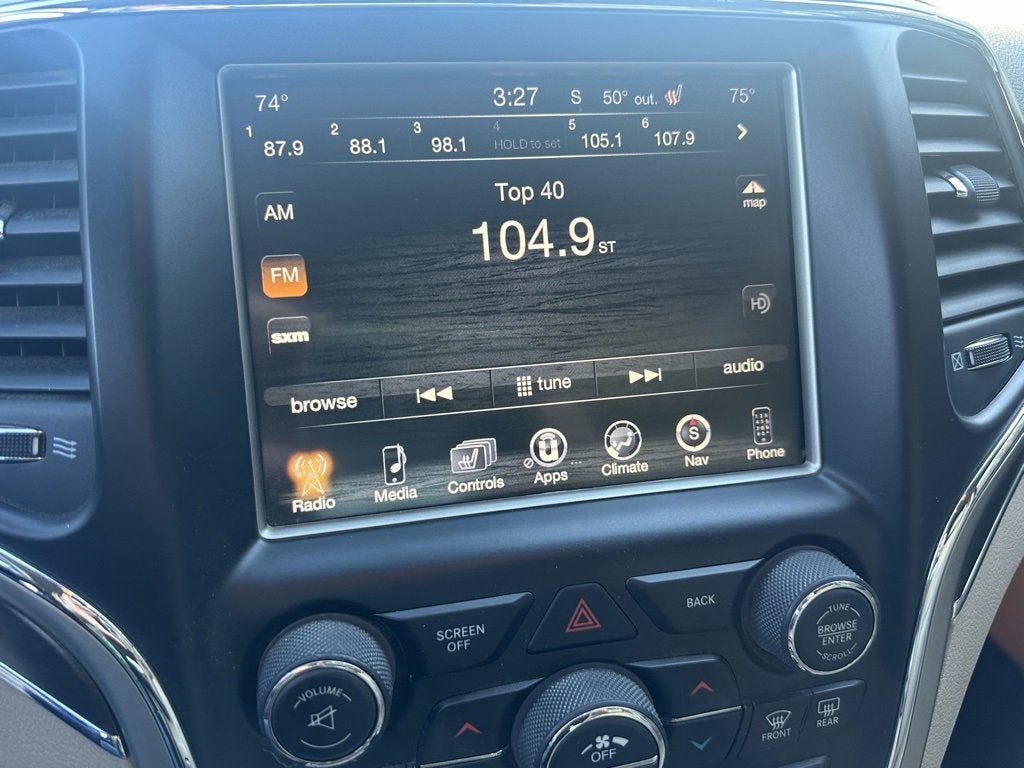 74° 3:27 S 50° out. 75°
1 87.9 2 88.1 3 98.1 4 HOLD to set 5 105.1 6 107.9
Top 40
map
AM
104.9 ST
FM
HD
sxm
browse tune audio
Radio Media Controls Apps Climate S Nav Phone
SCREEN OFF
BACK
TUNE
BROWSE
ENTER
SCROLL
VOLUME
OFF
FRONT
REAR